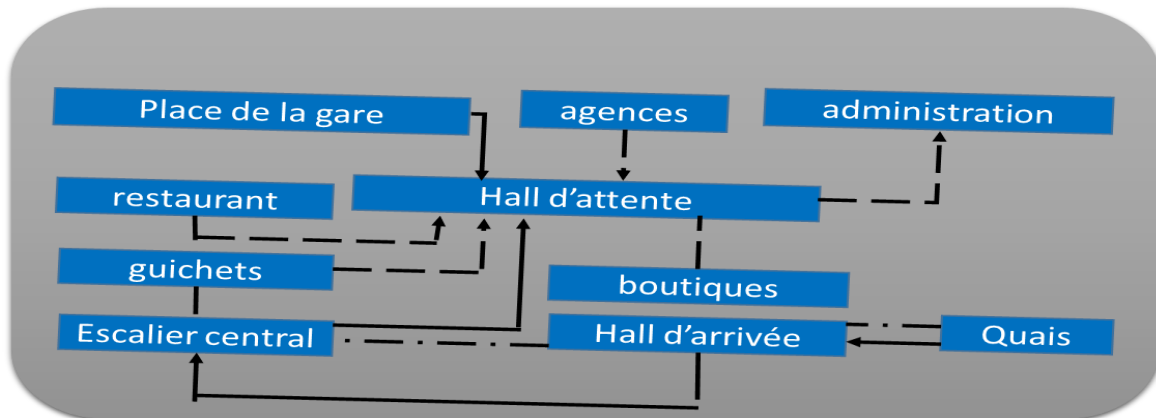 Place de la gare
agences
administration
Hall d’attente
restaurant
guichets
boutiques
Escalier central
Hall d’arrivée
Quais